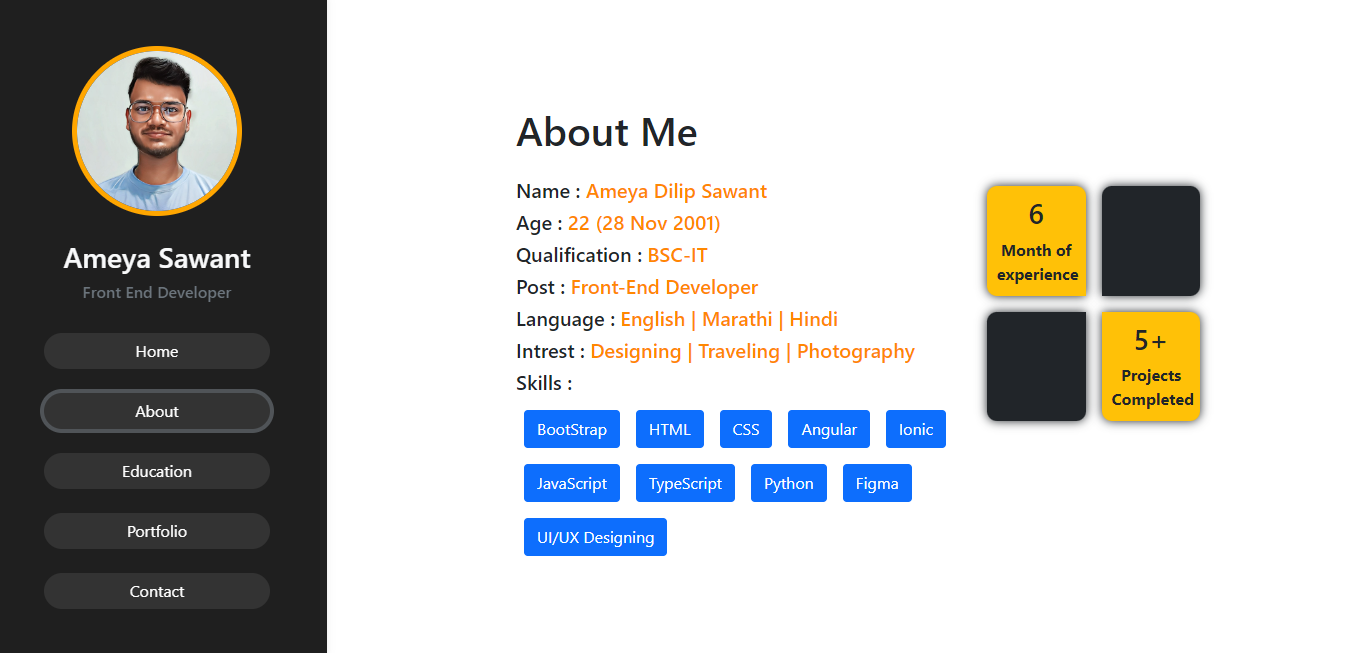 Ameya Sawant
Front End Developer
Home
About
Education
Portfolio
Contact
About Me
Name : Ameya Dilip Sawant
Age : 22 (28 Nov 2001)
Qualification : BSC-IT
Post : Front-End Developer
Language : English | Marathi | Hindi
Intrest : Designing | Traveling | Photography
Skills :
BootStrap HTML CSS Angular Ionic
JavaScript TypeScript Python Figma
UI/UX Designing
6
Month of
experience
5+
Projects
Completed